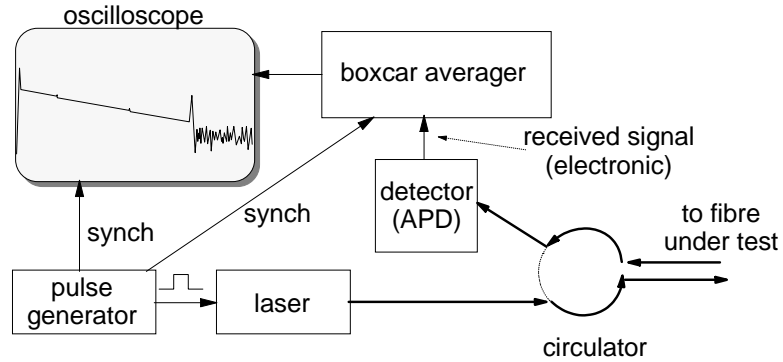 oscilloscope
boxcar averager
received signal
(electronic)
detector
(APD)
synch
synch
to fibre
under test
pulse
generator
laser
circulator